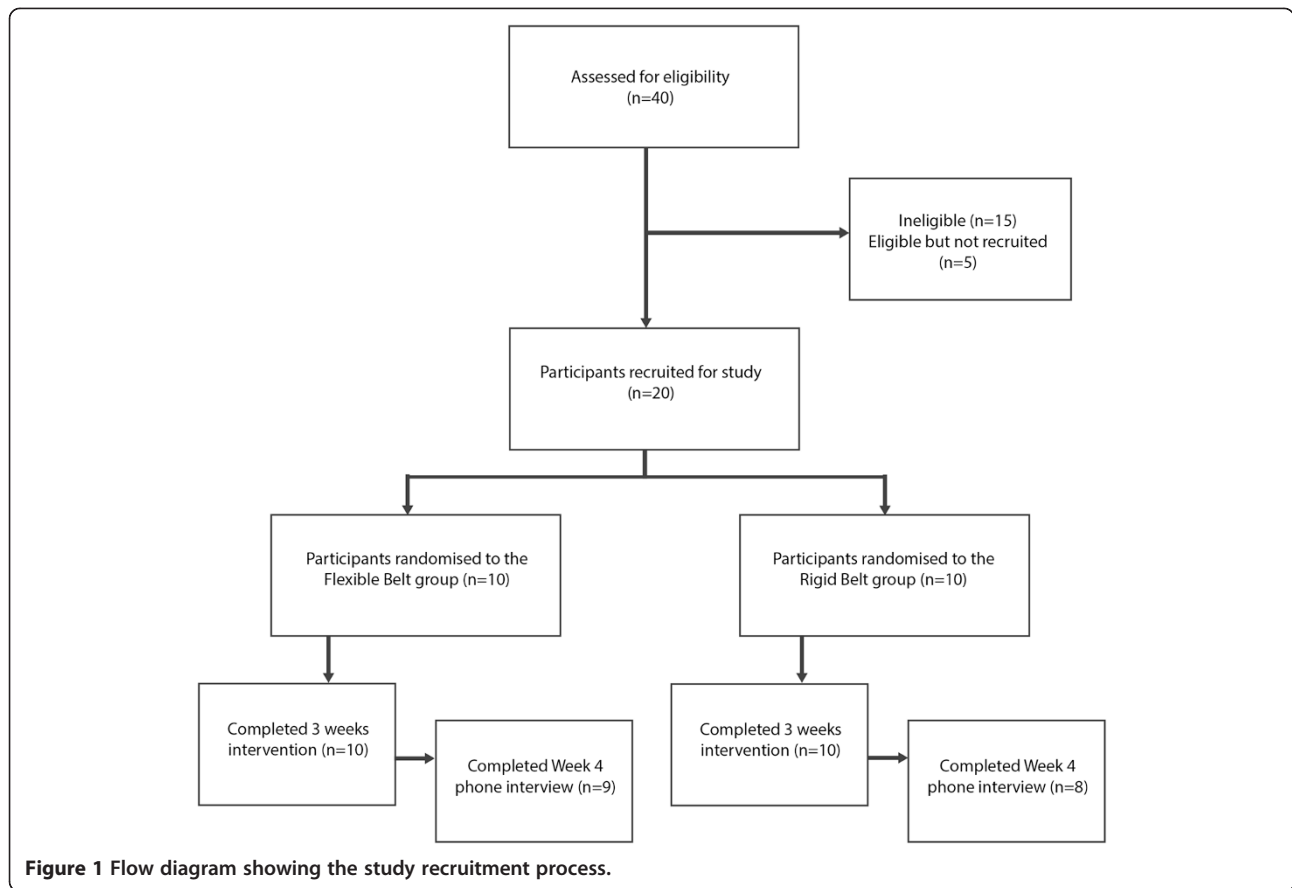 Assessed for eligibility
(n=40)
Ineligible (n=15)
Eligible but not recruited
(n=5)
Participants recruited for study
(n=20)
Participants randomised to the
Flexible Belt group (n=10)
Participants randomised to the
Rigid Belt group (n=10)
Completed 3 weeks
intervention (n=10)
Completed Week 4
phone interview (n=9)
Completed 3 weeks
intervention (n=10)
Completed Week 4
phone interview (n=8)
Figure 1 Flow diagram showing the study recruitment process.